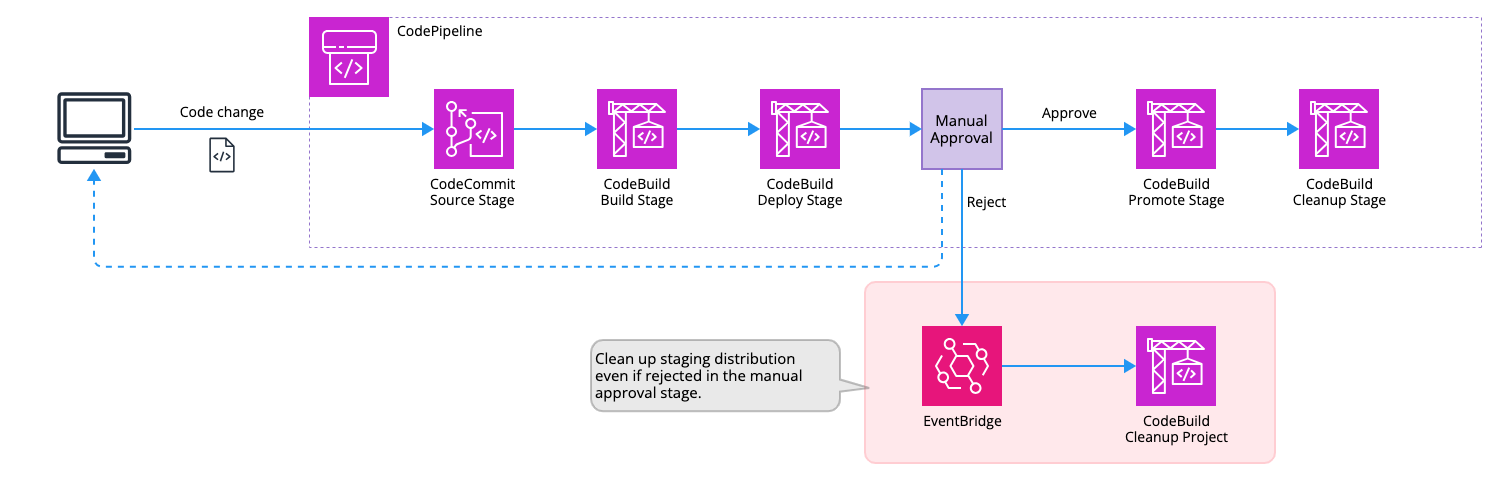 CodePipeline
Code change
CodeCommit
Source Stage
CodeBuild
Build Stage
CodeBuild
Deploy Stage
Manual
Approval
Approve
CodeBuild
Promote Stage
CodeBuild
Cleanup Stage
Reject
Clean up staging distribution
even if rejected in the manual
approval stage.
EventBridge
CodeBuild
Cleanup Project